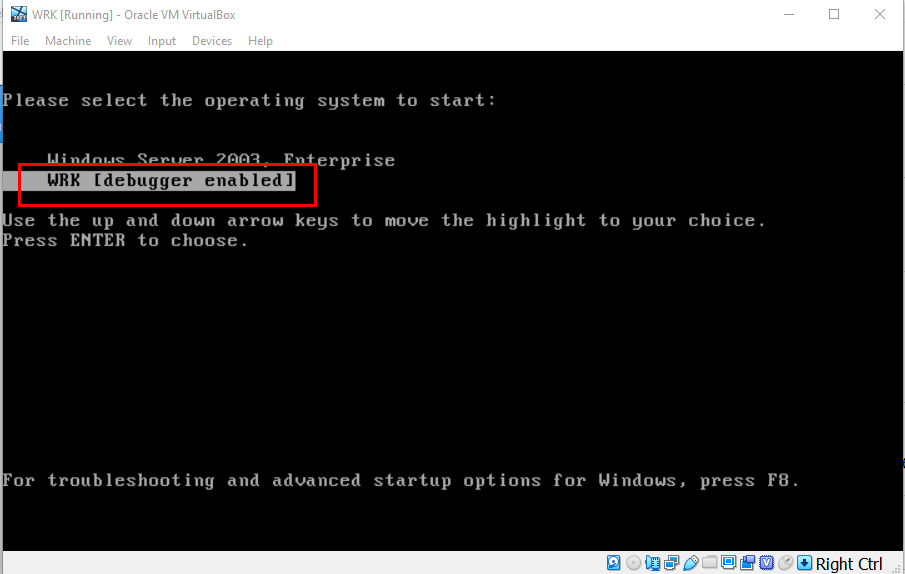 WRK [Running] - Oracle VM VirtualBox
File Machine View Input Devices Help
Please select the operating system to start:
Windows Server 2003, Enterprise
WRK [debugger enabled]
Use the up and down arrow keys to move the highlight to your choice.
Press ENTER to choose.
For troubleshooting and advanced startup options for Windows, press F8.
Right Ctrl